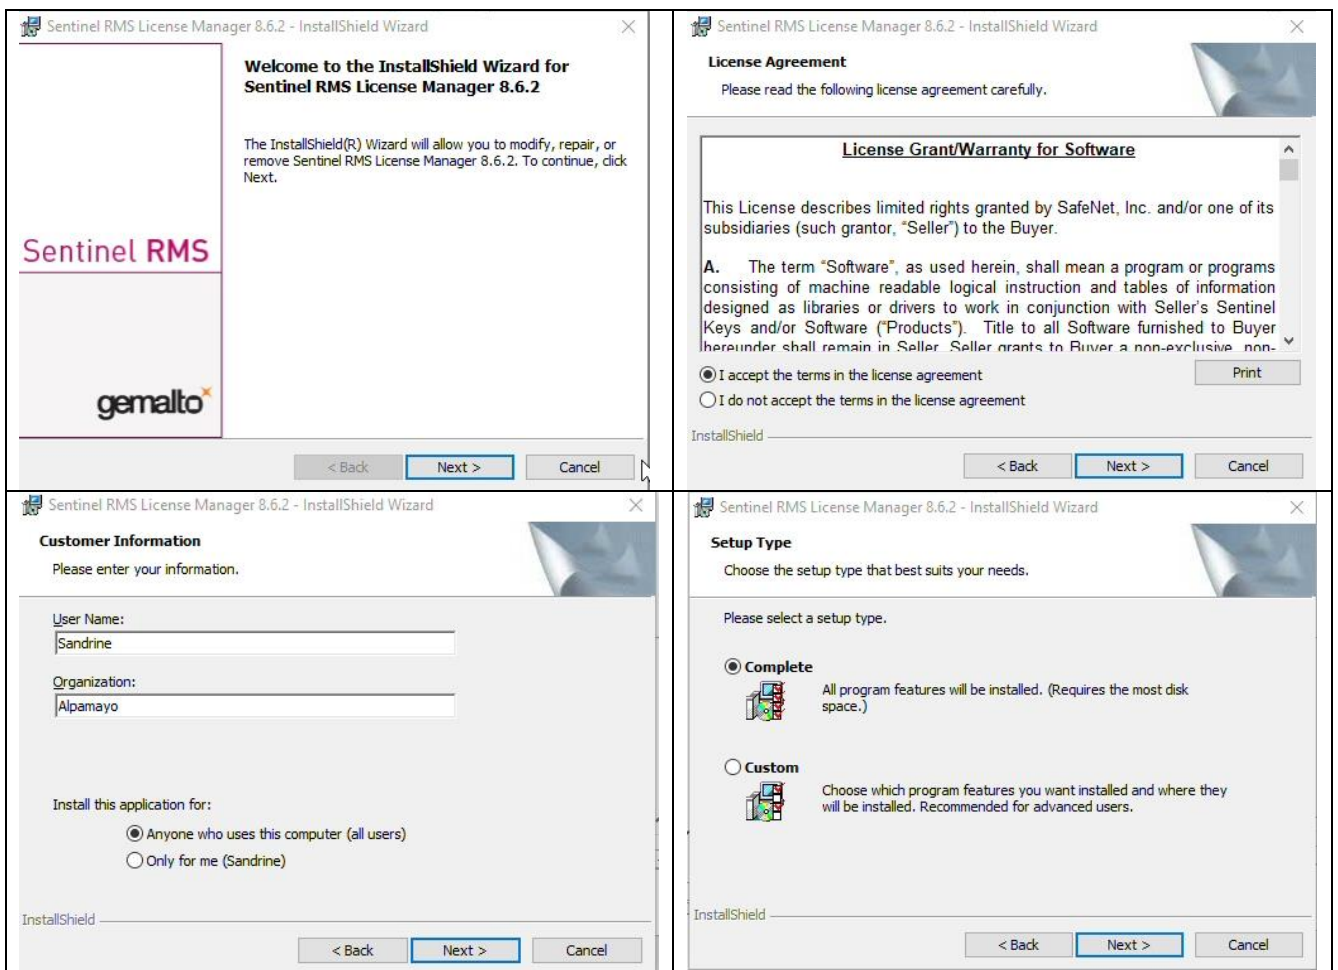 Sentinel RMS License Manager 8.6.2 - InstallShield Wizard
Welcome to the InstallShield Wizard for
Sentinel RMS License Manager 8.6.2
The InstallShield(R) Wizard will allow you to modify, repair, or
remove Sentinel RMS License Manager 8.6.2. To continue, click
Next.
Sentinel RMS
gemalto
< Back
Next >
Cancel
Sentinel RMS License Manager 8.6.2 - InstallShield Wizard
License Agreement
Please read the following license agreement carefully.
License Grant/Warranty for Software
This License describes limited rights granted by SafeNet, Inc. and/or one of its
subsidiaries (such grantor, “Seller”) to the Buyer.
A. The term “Software”, as used herein, shall mean a program or programs
consisting of machine readable logical instruction and tables of information
designed as libraries or drivers to work in conjunction with Seller's Sentinel
Keys and/or Software (“Products”). Title to all Software furnished to Buyer
hereunder shall remain in Seller. Seller grants to Buyer a non-exclusive, non-
I accept the terms in the license agreement
Print
I do not accept the terms in the license agreement
InstallShield
< Back
Next >
Cancel
Sentinel RMS License Manager 8.6.2 - InstallShield Wizard
Customer Information
Please enter your information.
User Name:
Sandrine
Organization:
Alpamayo
Install this application for:
Anyone who uses this computer (all users)
Only for me (Sandrine)
InstallShield
< Back
Next >
Cancel
Sentinel RMS License Manager 8.6.2 - InstallShield Wizard
Setup Type
Choose the setup type that best suits your needs.
Please select a setup type.
Complete
All program features will be installed. (Requires the most disk
space.)
Custom
Choose which program features you want installed and where they
will be installed. Recommended for advanced users.
InstallShield
< Back
Next >
Cancel